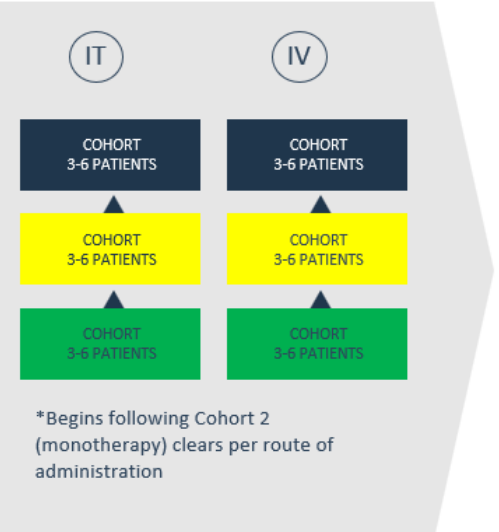 IT
IV
COHORT
3-6 PATIENTS
COHORT
3-6 PATIENTS
COHORT
3-6 PATIENTS
COHORT
3-6 PATIENTS
COHORT
3-6 PATIENTS
COHORT
3-6 PATIENTS
*Begins following Cohort 2
(monotherapy) clears per route of
administration